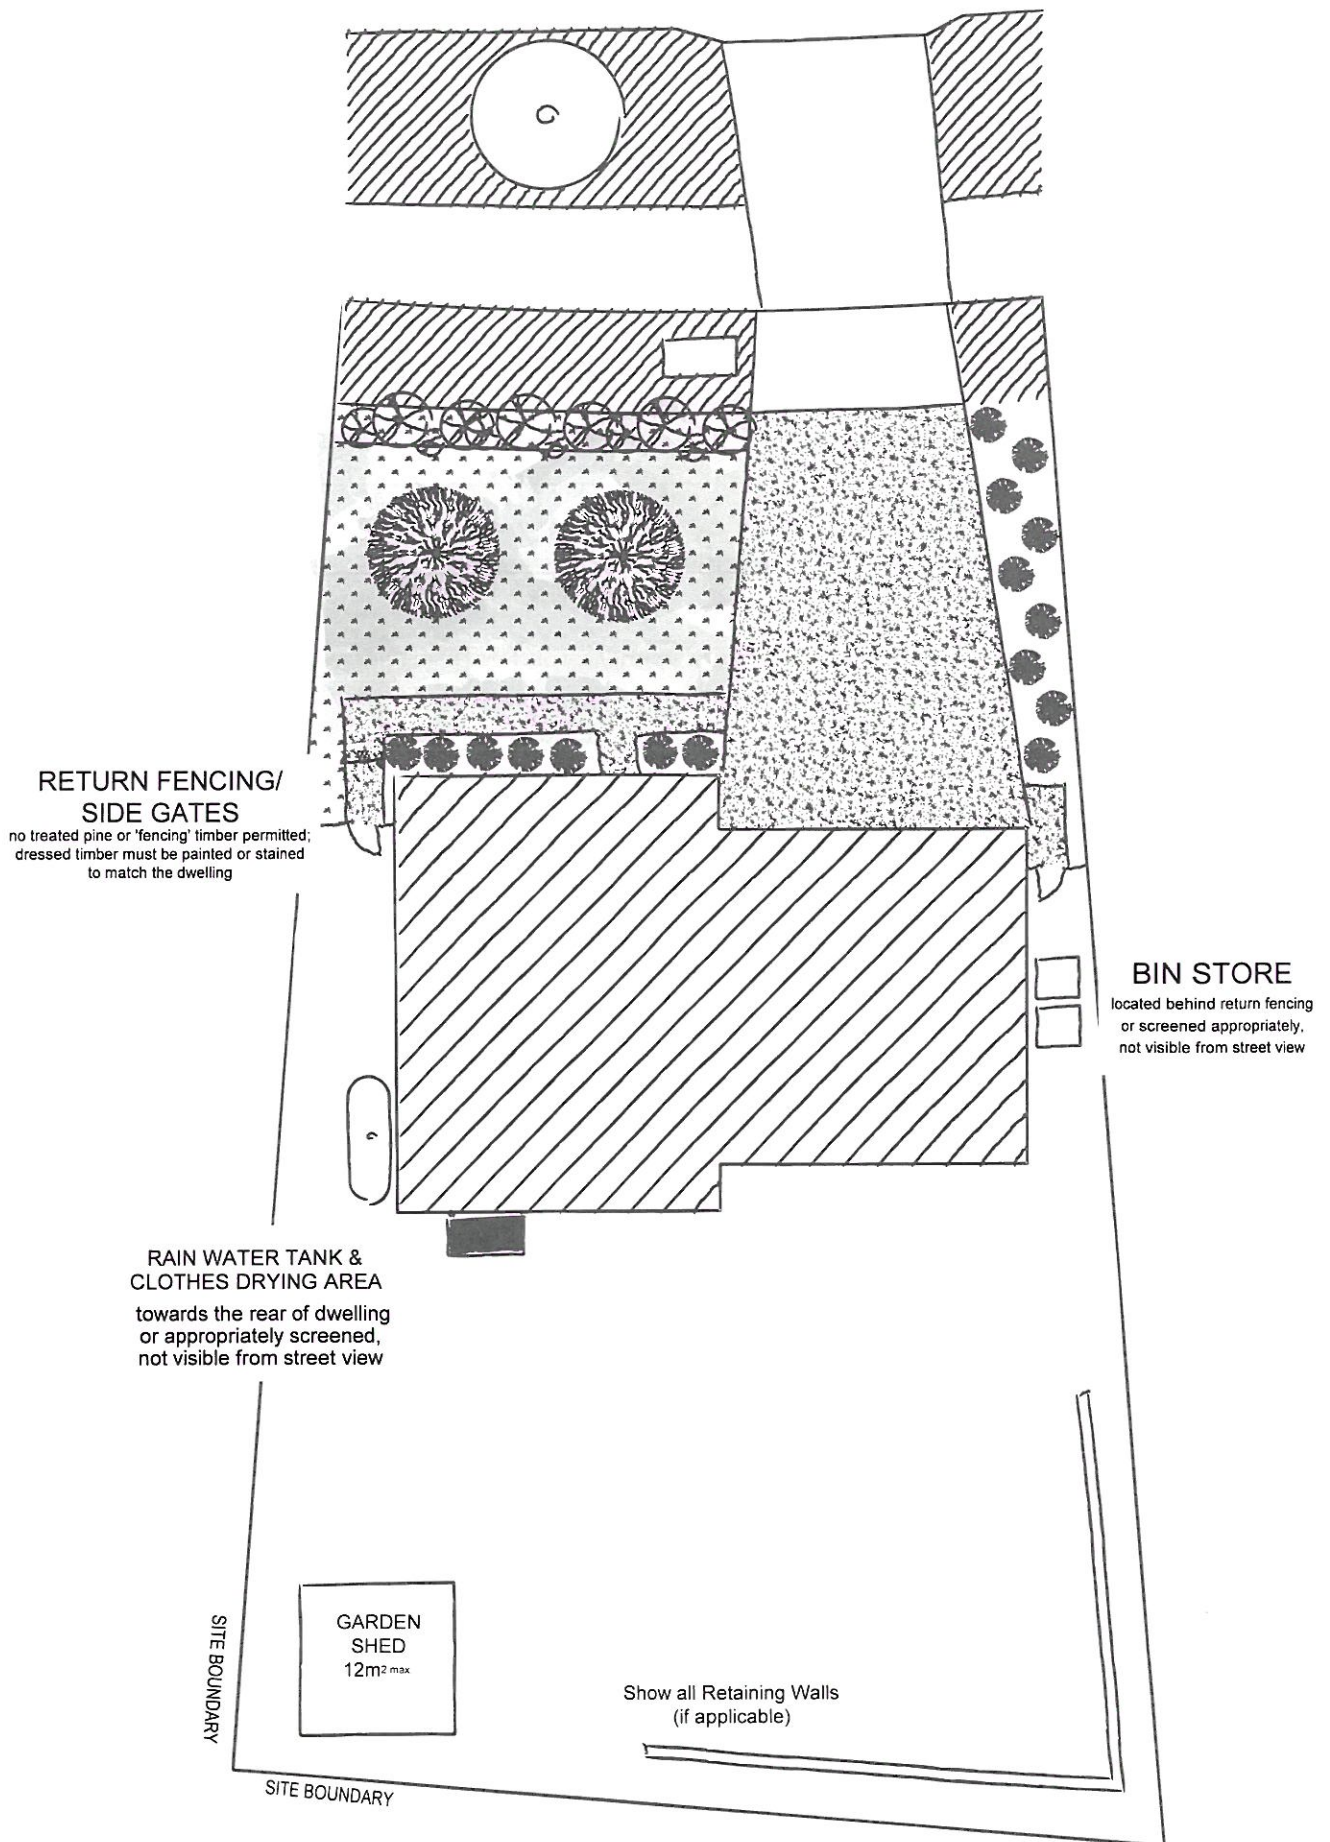 RETURN FENCING/
SIDE GATES
no treated pine or 'fencing' timber permitted;
dressed timber must be painted or stained
to match the dwelling
BIN STORE
located behind return fencing
or screened appropriately,
not visible from street view
RAIN WATER TANK &
CLOTHES DRYING AREA
towards the rear of dwelling
or appropriately screened,
not visible from street view
GARDEN
SHED
12m² max
Show all Retaining Walls
(if applicable)
SITE BOUNDARY
SITE BOUNDARY